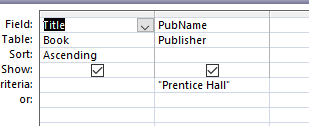 Field: Title PubName
Table: Book Publisher
Sort: Ascending
Show:
riteria: "Prentice Hall"
or: